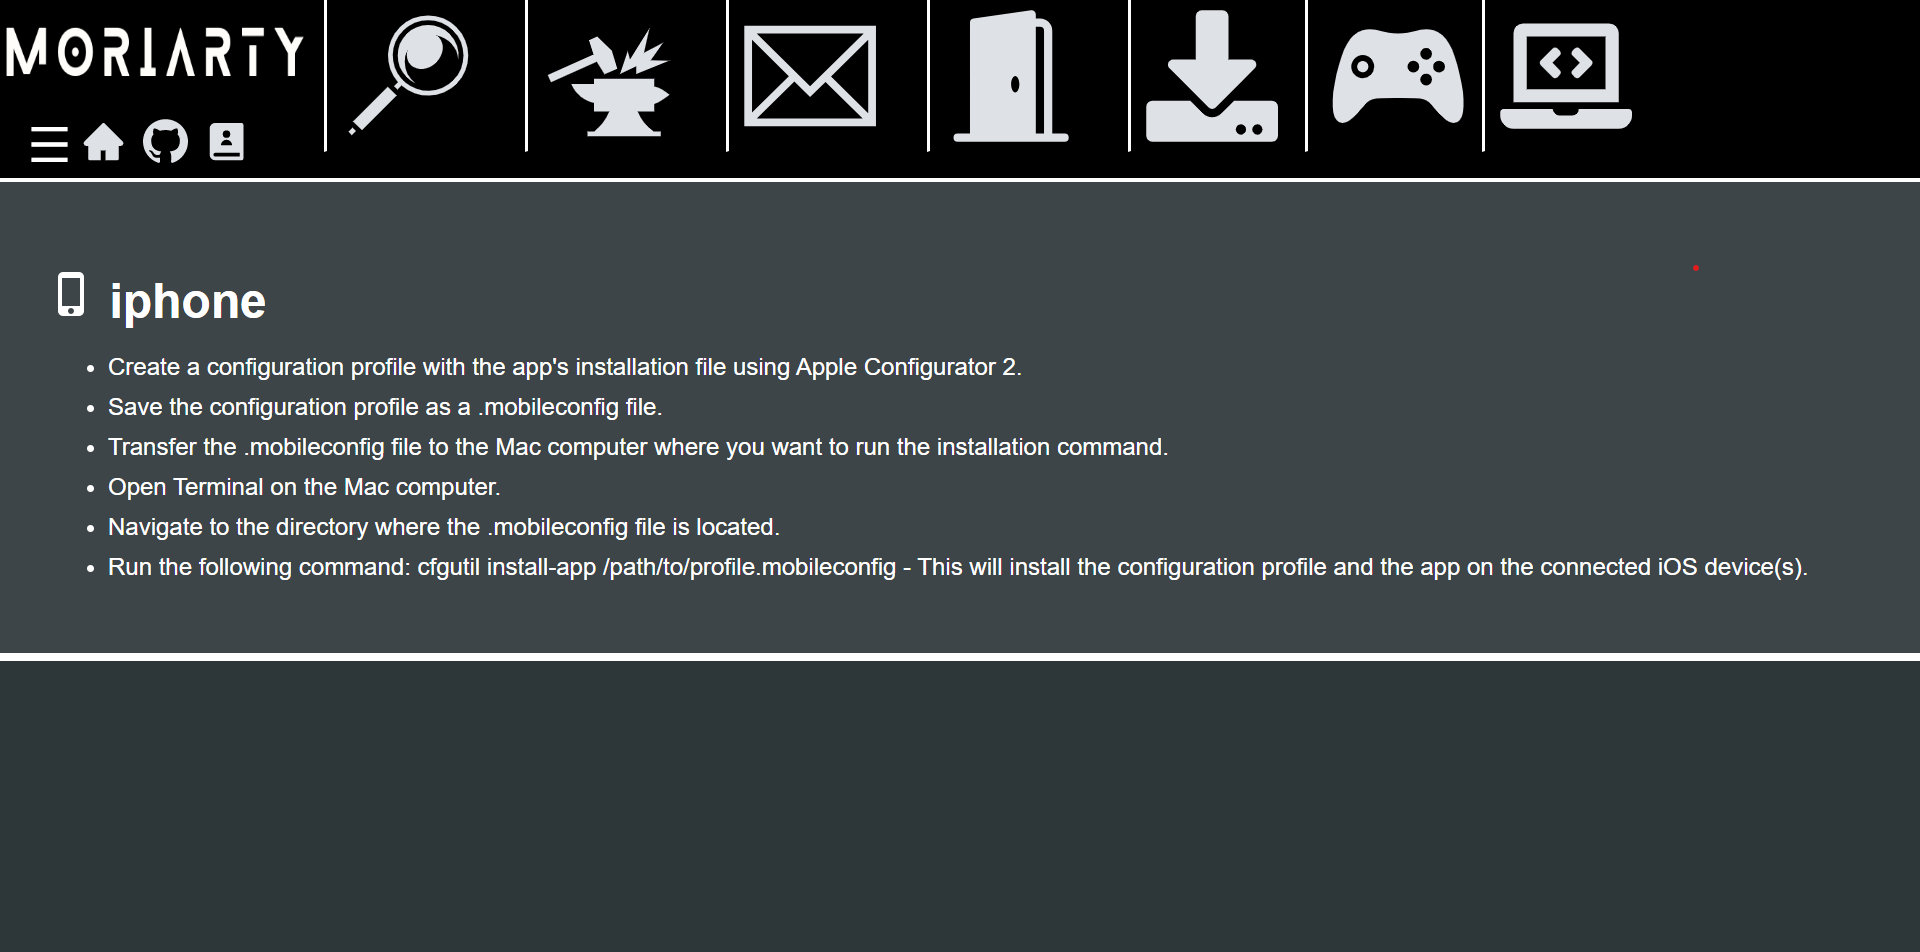 MORIARTY
iphone
Create a configuration profile with the app's installation file using Apple Configurator 2.
Save the configuration profile as a .mobileconfig file.
Transfer the .mobileconfig file to the Mac computer where you want to run the installation command.
Open Terminal on the Mac computer.
Navigate to the directory where the .mobileconfig file is located.
Run the following command: cfgutil install-app /path/to/profile.mobileconfig - This will install the configuration profile and the app on the connected iOS device(s).